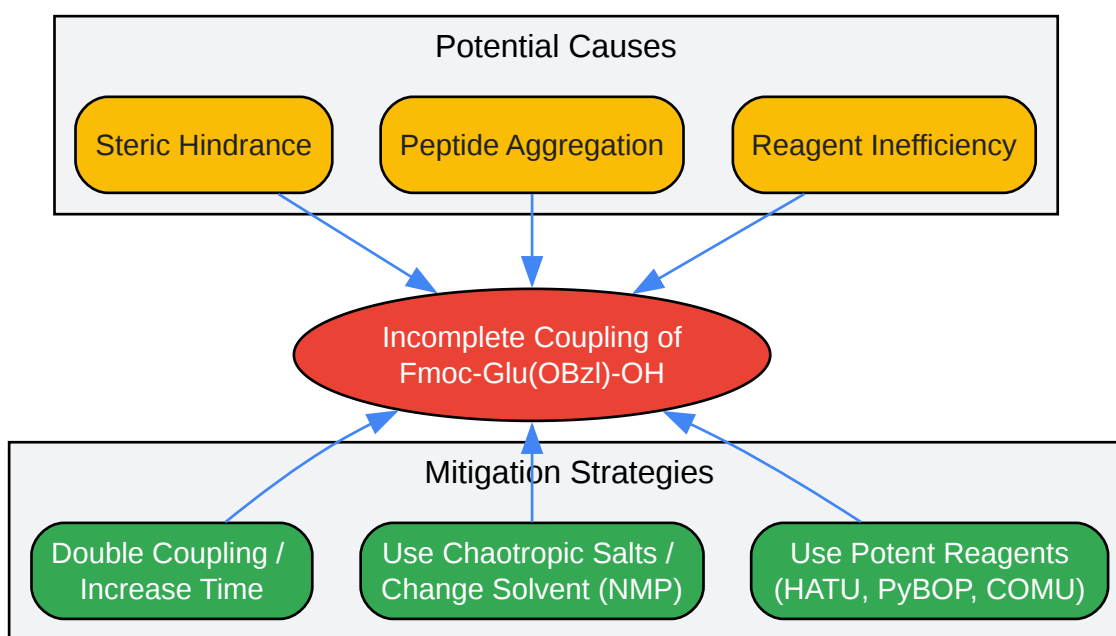 Potential Causes
Steric Hindrance
Peptide Aggregation
Reagent Inefficiency
Incomplete Coupling of
Fmoc-Glu(OBzl)-OH
Mitigation Strategies
Double Coupling /
Increase Time
Use Chaotropic Salts /
Change Solvent (NMP)
Use Potent Reagents
(HATU, PyBOP, COMU)